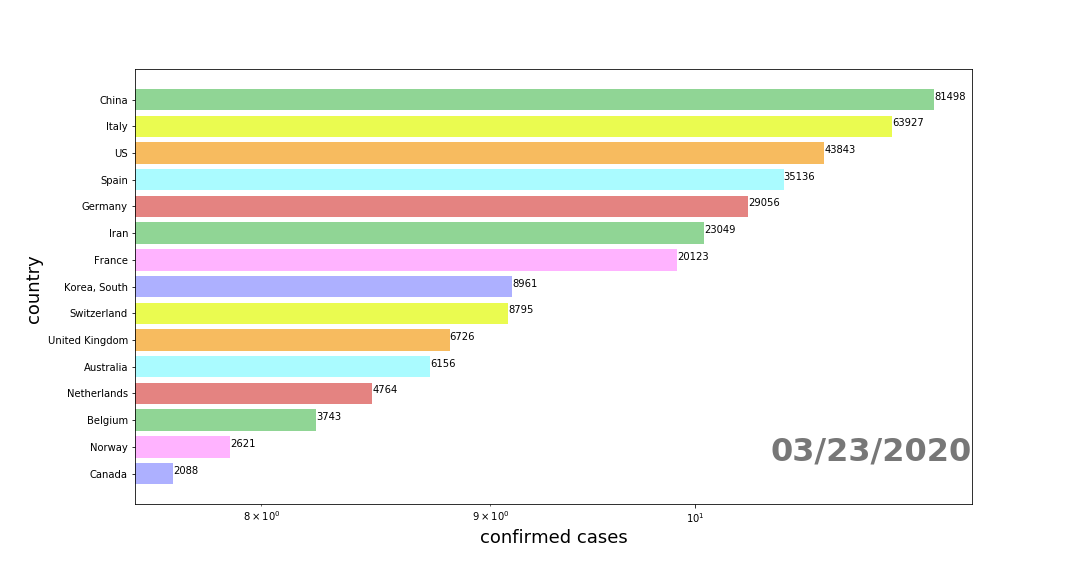 China 81498
Italy 63927
US 43843
Spain 35136
Germany 29056
Iran 23049
France 20123
Korea, South 8961
Switzerland 8795
United Kingdom 6726
Australia 6156
Netherlands 4764
Belgium 3743
Norway 2621
Canada 2088
country
03/23/2020
8 × 10⁰ 9 × 10⁰ 10¹
confirmed cases